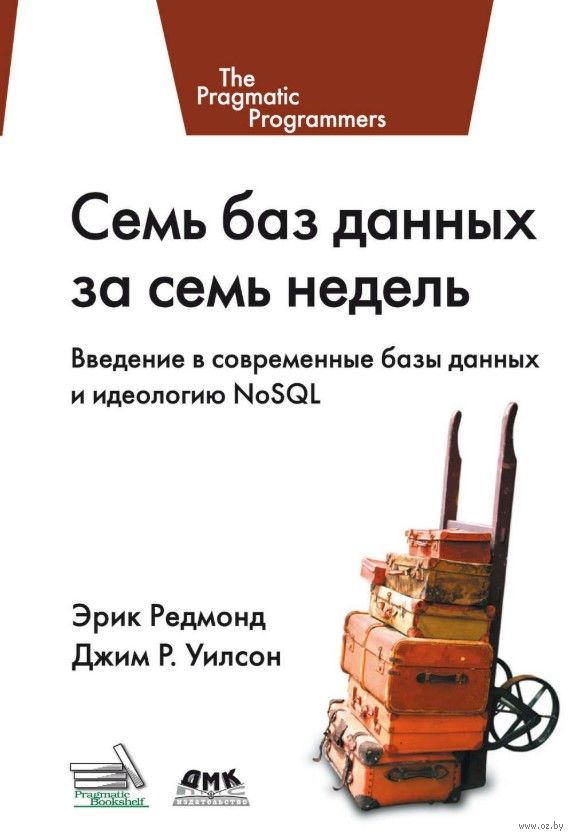 The
Pragmatic
Programmers
Семь баз данных
за семь недель
Введение в современные базы данных
и идеологию NoSQL
Эрик Редмонд
Джим Р. Уилсон
Pragmatic
Bookshelf
ДМК
издательство
www.oz.by